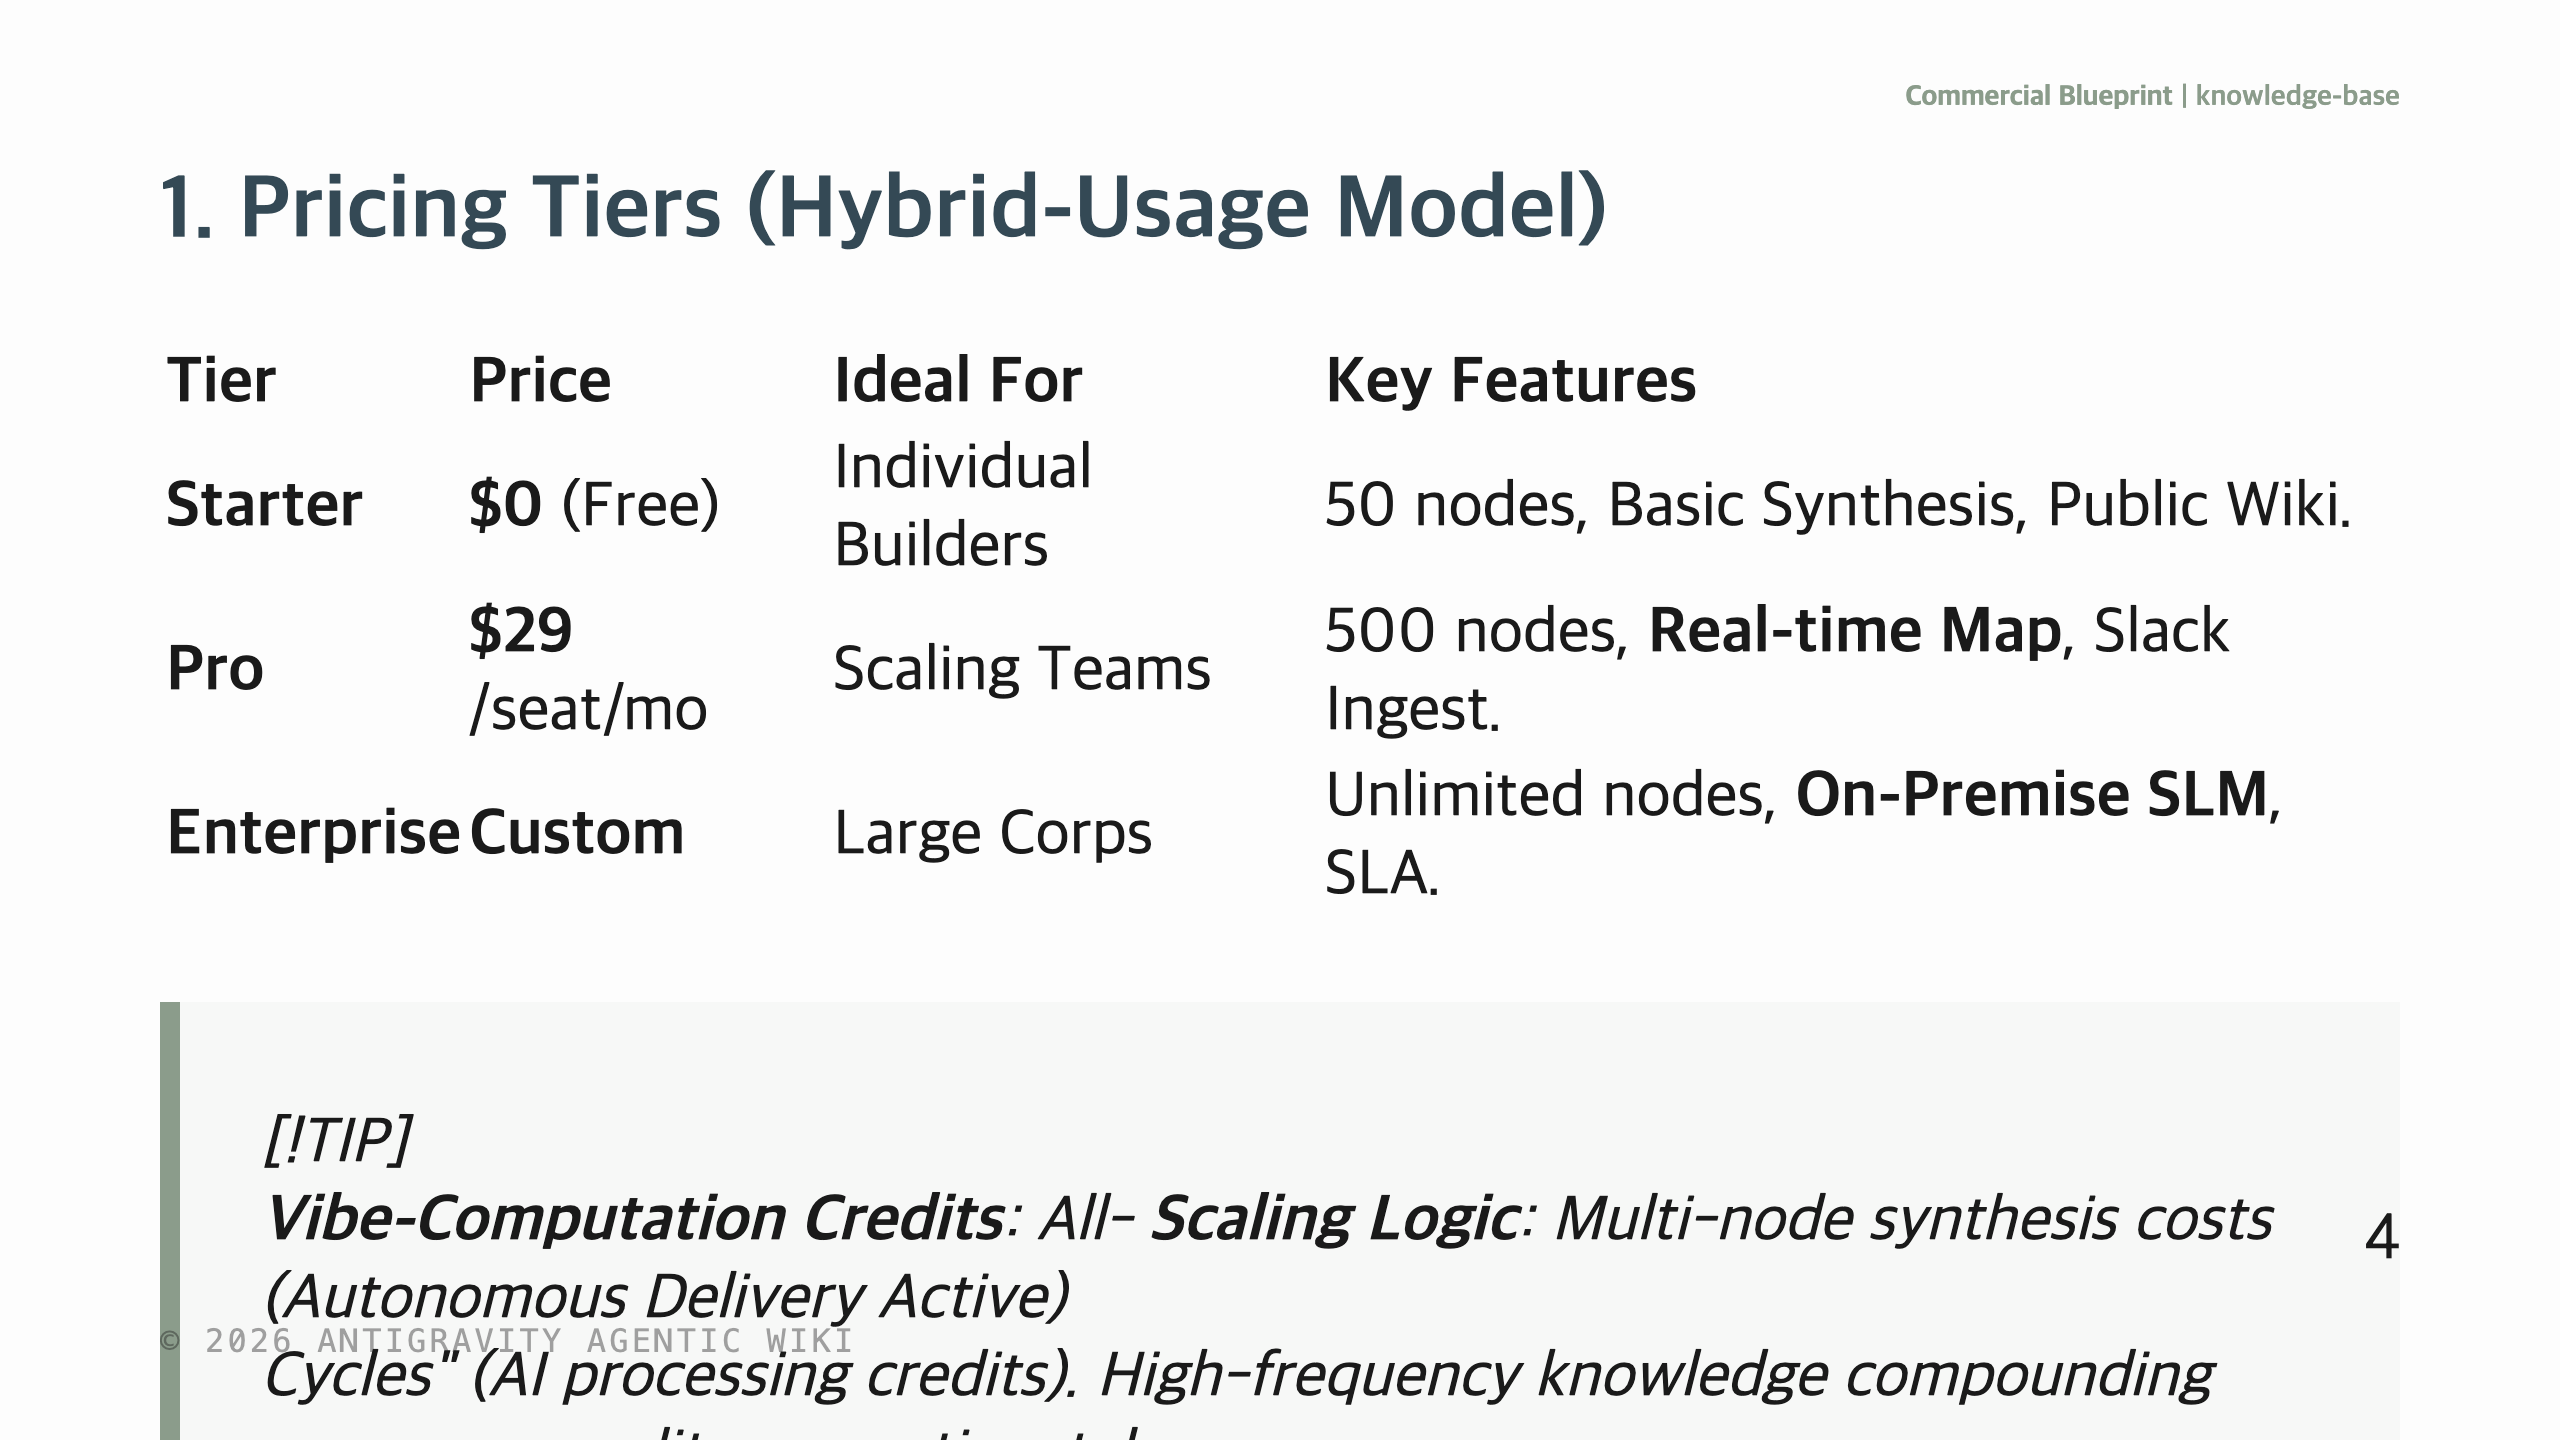 Commercial Blueprint | knowledge-base
1. Pricing Tiers (Hybrid-Usage Model)
Tier Price Ideal For Key Features
Starter $0 (Free) Individual Builders 50 nodes, Basic Synthesis, Public Wiki.
Pro $29 /seat/mo Scaling Teams 500 nodes, Real-time Map, Slack Ingest.
Enterprise Custom Large Corps Unlimited nodes, On-Premise SLM, SLA.
[!TIP]
Vibe-Computation Credits: All- Scaling Logic: Multi-node synthesis costs
4
(Autonomous Delivery Active)
© 2026 ANTIGRAVITY AGENTIC WIKI
Cycles" (AI processing credits). High-frequency knowledge compounding